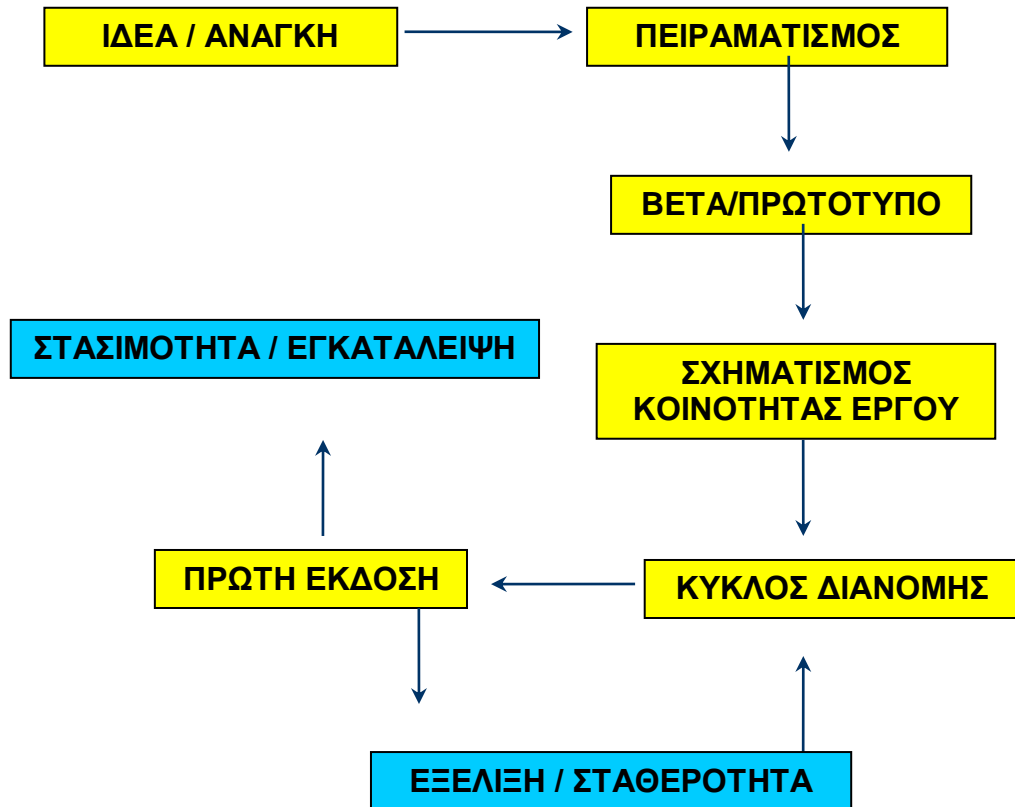 ΙΔΕΑ / ΑΝΑΓΚΗ
ΠΕΙΡΑΜΑΤΙΣΜΟΣ
ΒΕΤΑ/ΠΡΩΤΟΤΥΠΟ
ΣΤΑΣΙΜΟΤΗΤΑ / ΕΓΚΑΤΑΛΕΙΨΗ
ΣΧΗΜΑΤΙΣΜΟΣ
ΚΟΙΝΟΤΗΤΑΣ ΕΡΓΟΥ
ΠΡΩΤΗ ΕΚΔΟΣΗ
ΚΥΚΛΟΣ ΔΙΑΝΟΜΗΣ
ΕΞΕΛΙΞΗ / ΣΤΑΘΕΡΟΤΗΤΑ